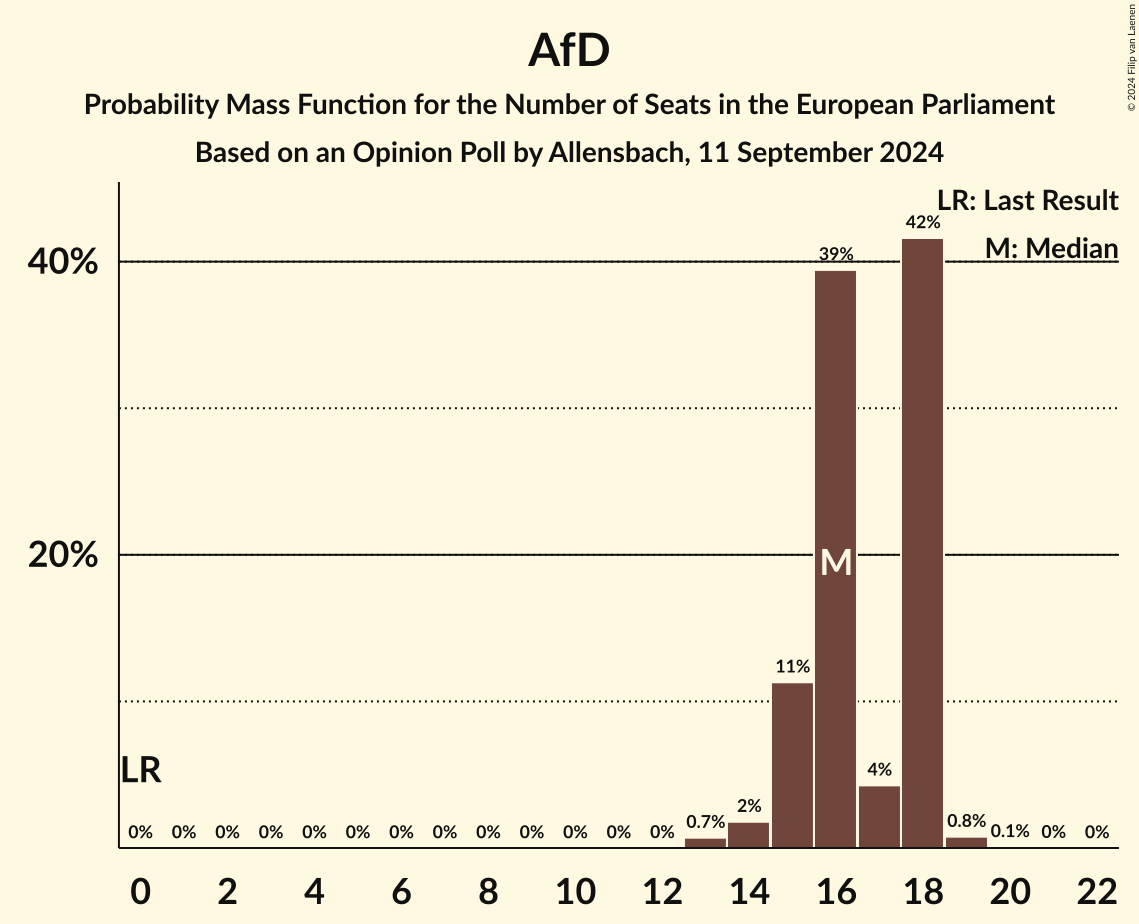 AfD
Probability Mass Function for the Number of Seats in the European Parliament
Based on an Opinion Poll by Allensbach, 11 September 2024
© 2024 Filip van Laenen
LR: Last Result
M: Median
40%
20%
LR
M
0% 0% 0% 0% 0% 0% 0% 0% 0% 0% 0% 0% 0% 0.7% 2% 11% 39% 4% 42% 0.8% 0.1% 0% 0%
0 2 4 6 8 10 12 14 16 18 20 22